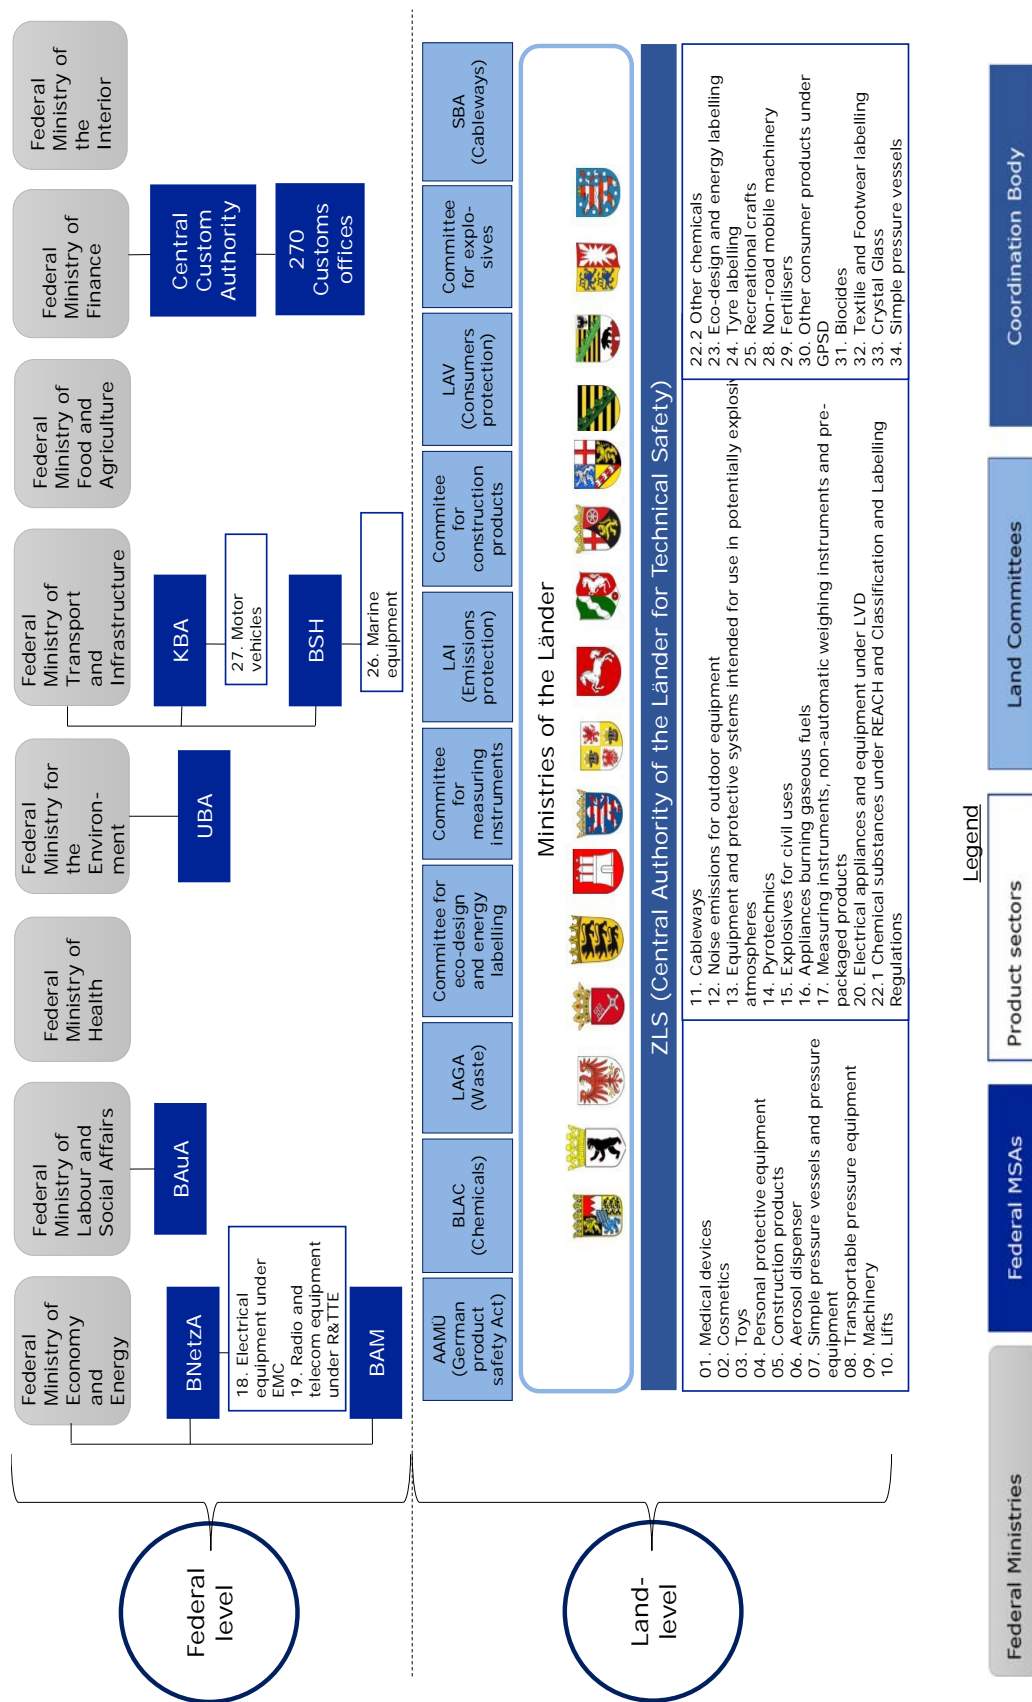 Federal
level
Federal
Ministry of
Economy
and
Energy
BNetzA
18. Electrical
equipment under
EMC
19. Radio and
telecom equipment
under R&TTE
BAM
Federal
Ministry of
Labour and
Social Affairs
BAuA
Federal
Ministry of
Health
Federal
Ministry for
the
Environ-
ment
UBA
Federal
Ministry of
Transport
and
Infrastructure
KBA
27. Motor
vehicles
BSH
26. Marine
equipment
Federal
Ministry of
Food and
Agriculture
Federal
Ministry of
Finance
Central
Custom
Authority
270
Customs
offices
Federal
Ministry of
the
Interior
Land-
level
AAMÜ
(German
product
safety Act)
BLAC
(Chemicals)
LAGA
(Waste)
Committee for
eco-design
and energy
labelling
Committee
for
measuring
instruments
LAI
(Emissions
protection)
Commitee
for
construction
products
LAV
(Consumers
protection)
Committee
for explo-
sives
SBA
(Cableways)
Ministries of the Länder
ZLS (Central Authority of the Länder for Technical Safety)
01. Medical devices
02. Cosmetics
03. Toys
04. Personal protective equipment
05. Construction products
06. Aerosol dispenser
07. Simple pressure vessels and pressure
equipment
08. Transportable pressure equipment
09. Machinery
10. Lifts
11. Cableways
12. Noise emissions for outdoor equipment
13. Equipment and protective systems intended for use in potentially explosiv
atmospheres
14. Pyrotechnics
15. Explosives for civil uses
16. Appliances burning gaseous fuels
17. Measuring instruments, non-automatic weighing instruments and pre-
packaged products
20. Electrical appliances and equipment under LVD
22.1 Chemical substances under REACH and Classification and Labelling
Regulations
22.2 Other chemicals
23. Eco-design and energy labelling
24. Tyre labelling
25. Recreational crafts
28. Non-road mobile machinery
29. Fertilisers
30. Other consumer products under
GPSD
31. Biocides
32. Textile and Footwear labelling
33. Crystal Glass
34. Simple pressure vessels
Legend
Federal Ministries
Federal MSAs
Product sectors
Land Committees
Coordination Body